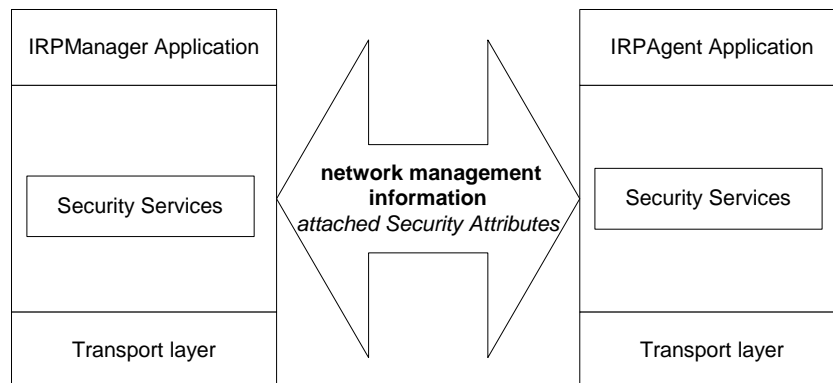 IRPManager Application
Security Services
Transport layer
network management
information
attached Security Attributes
IRPAgent Application
Security Services
Transport layer